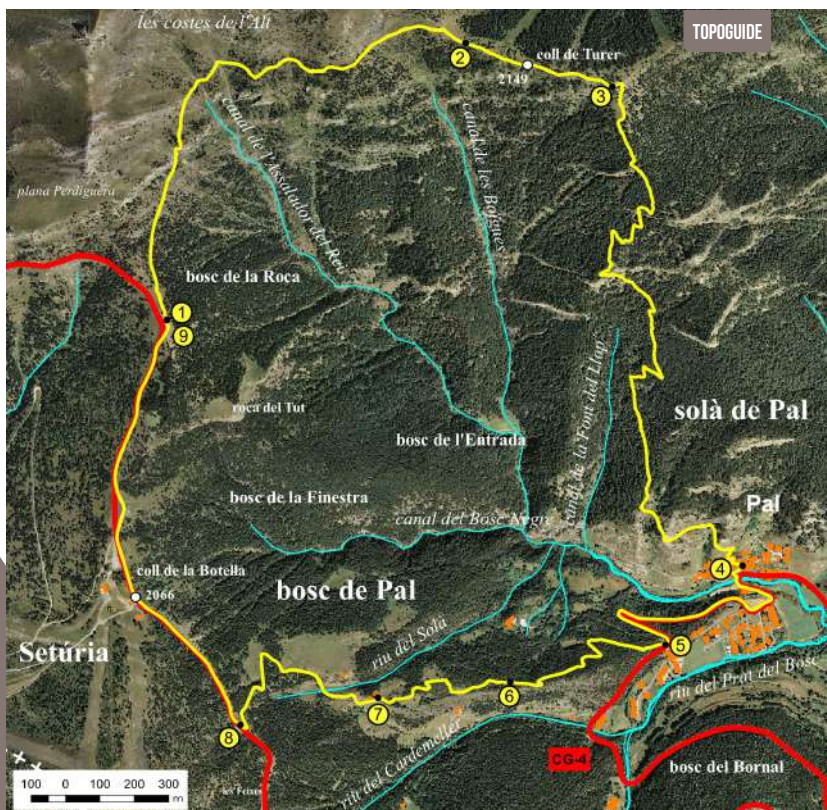 les costes de l'Alt
TOPOGUIDE
2
coll de Turer
2149
3
canal de l'Assalador del Rei
canal de les Boïgues
plana Perdiguera
bosc de la Roca
1
9
canal de la Font del Llop
roca del Tut
solà de Pal
bosc de l'Entrada
bosc de la Finestra
canal del Bosc Negre
Pal
4
coll de la Botella
2066
bosc de Pal
Setúria
riu del Solà
5
6
riu del Prat del Bosc
7
8
riu del Cardemeller
CG-4
bosc del Bornal
100 0 100 200 300
m
les Feixes